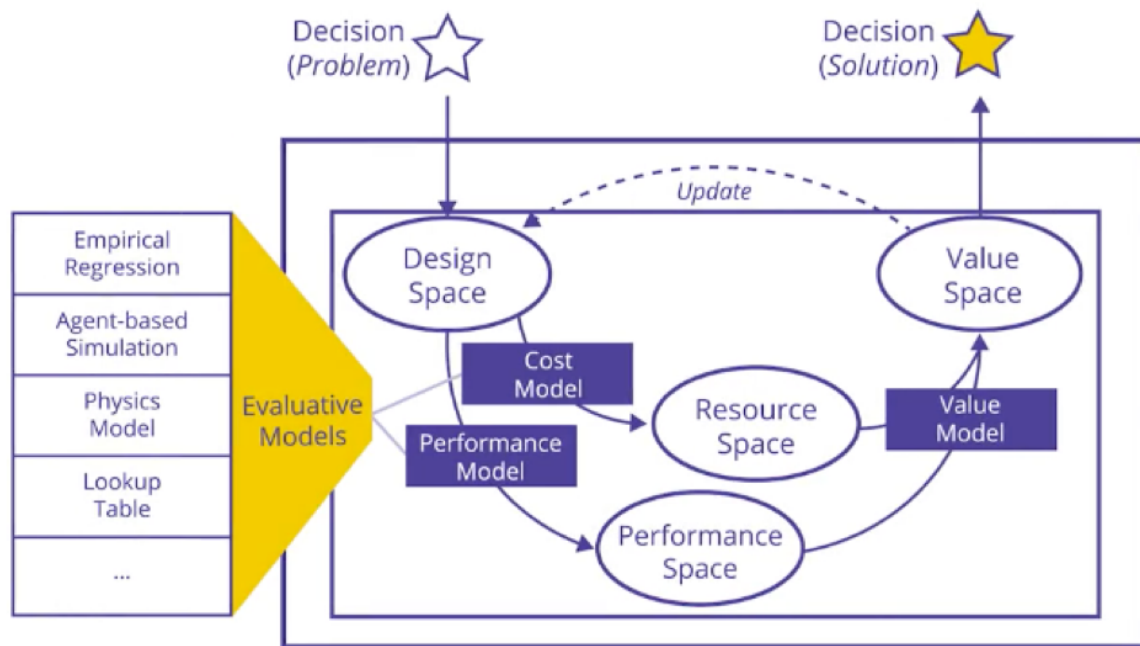 Decision
(Problem)
Decision
(Solution)
Update
Empirical
Regression
Agent-based
Simulation
Physics
Model
Lookup
Table
...
Evaluative
Models
Design
Space
Value
Space
Cost
Model
Performance
Model
Resource
Space
Value
Model
Performance
Space